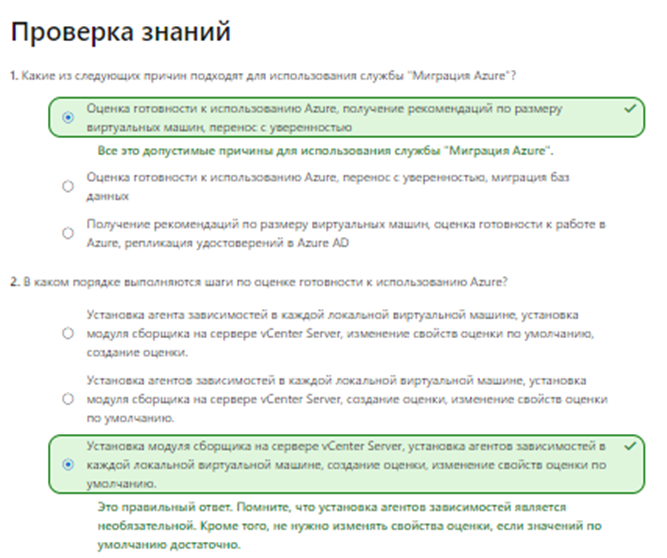 Проверка знаний
1. Какие из следующих причин подходят для использования службы "Миграция Azure"?
Оценка готовности к использованию Azure, получение рекомендаций по размеру
виртуальных машин, перенос с уверенностью
Все это допустимые причины для использования службы "Миграция Azure".
Оценка готовности к использованию Azure, перенос с уверенностью, миграция баз
данных
Получение рекомендаций по размеру виртуальных машин, оценка готовности к работе в
Azure, репликация удостоверений в Azure AD
2. В каком порядке выполняются шаги по оценке готовности к использованию Azure?
Установка агента зависимостей в каждой локальной виртуальной машине, установка
модуля сборщика на сервере vCenter Server, изменение свойств оценки по умолчанию,
создание оценки.
Установка агентов зависимостей в каждой локальной виртуальной машине, установка
модуля сборщика на сервере vCenter Server, создание оценки, изменение свойств оценки
по умолчанию.
Установка модуля сборщика на сервере vCenter Server, установка агентов зависимостей в
каждой локальной виртуальной машине, создание оценки, изменение свойств оценки по
умолчанию.
Это правильный ответ. Помните, что установка агентов зависимостей является
необязательной. Кроме того, не нужно изменять свойства оценки, если значений по
умолчанию достаточно.